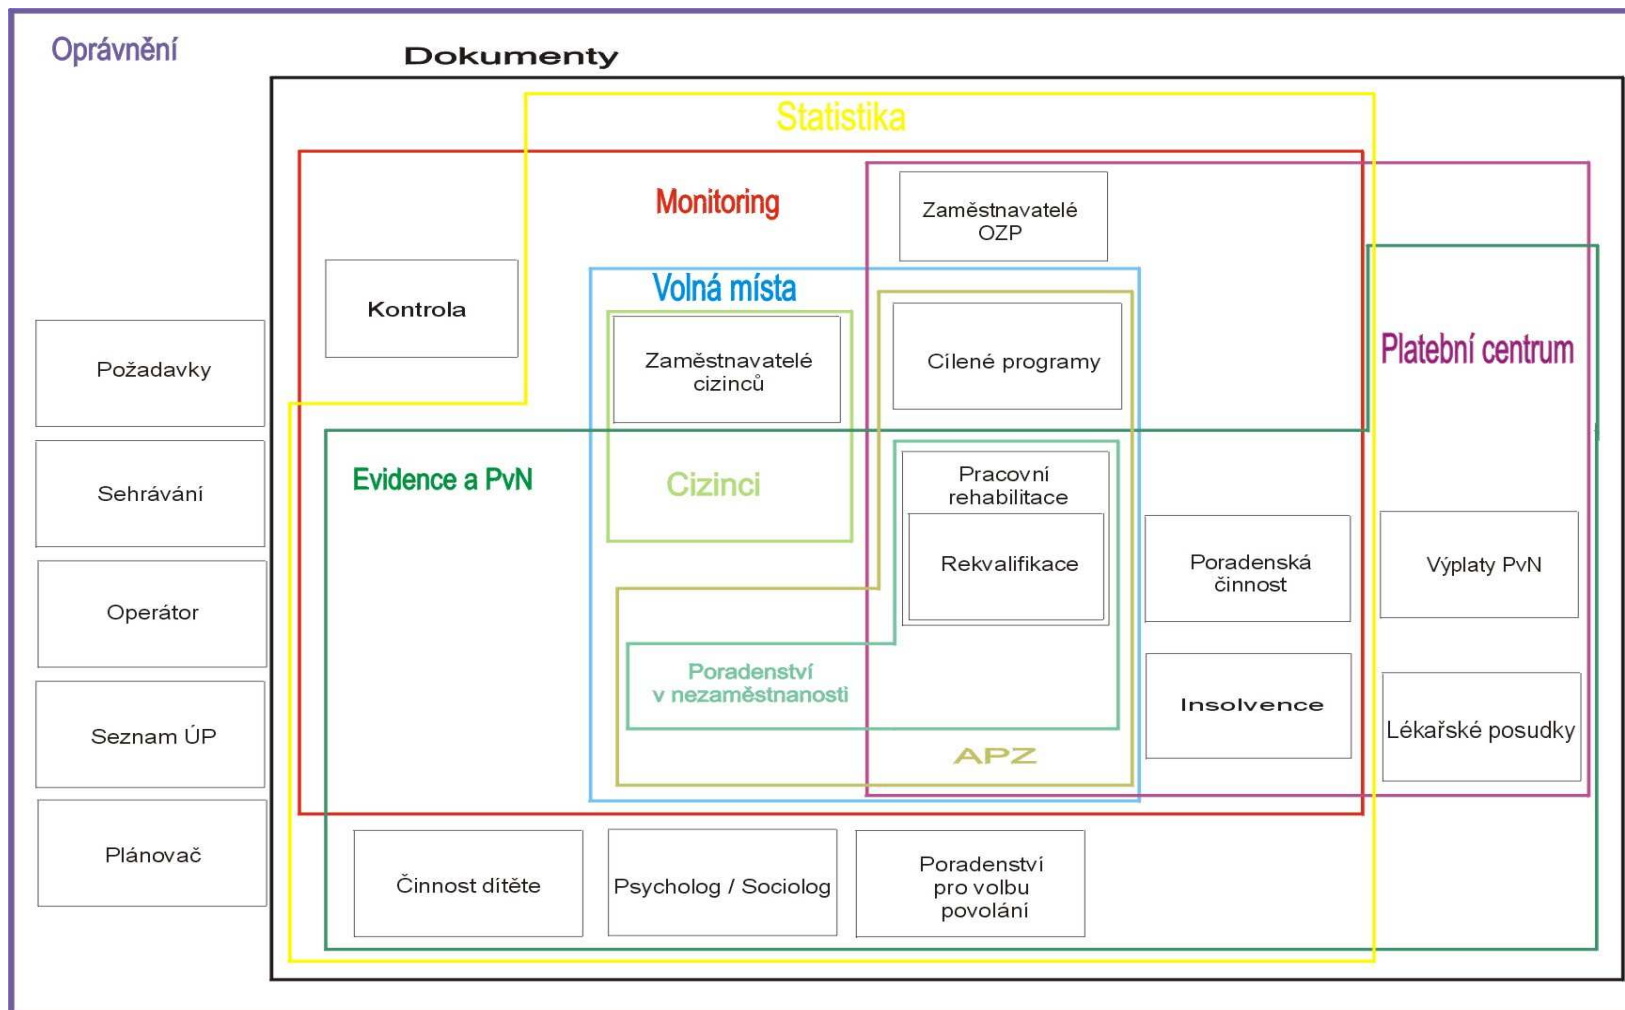 Oprávnění
Dokumenty
Statistika
Monitoring
Zaměstnavatelé
OZP
Kontrola
Volná místa
Zaměstnavatelé
cizinců
Cílené programy
Platební centrum
Požadavky
Sehrávání
Operátor
Seznam ÚP
Plánovač
Evidence a PvN
Cizinci
Pracovní
rehabilitace
Rekvalifikace
Poradenská
činnost
Výplaty PvN
Poradenství
v nezaměstnanosti
Insolvence
Lékařské posudky
APZ
Činnost dítěte
Psycholog / Sociolog
Poradenství
pro volbu
povolání